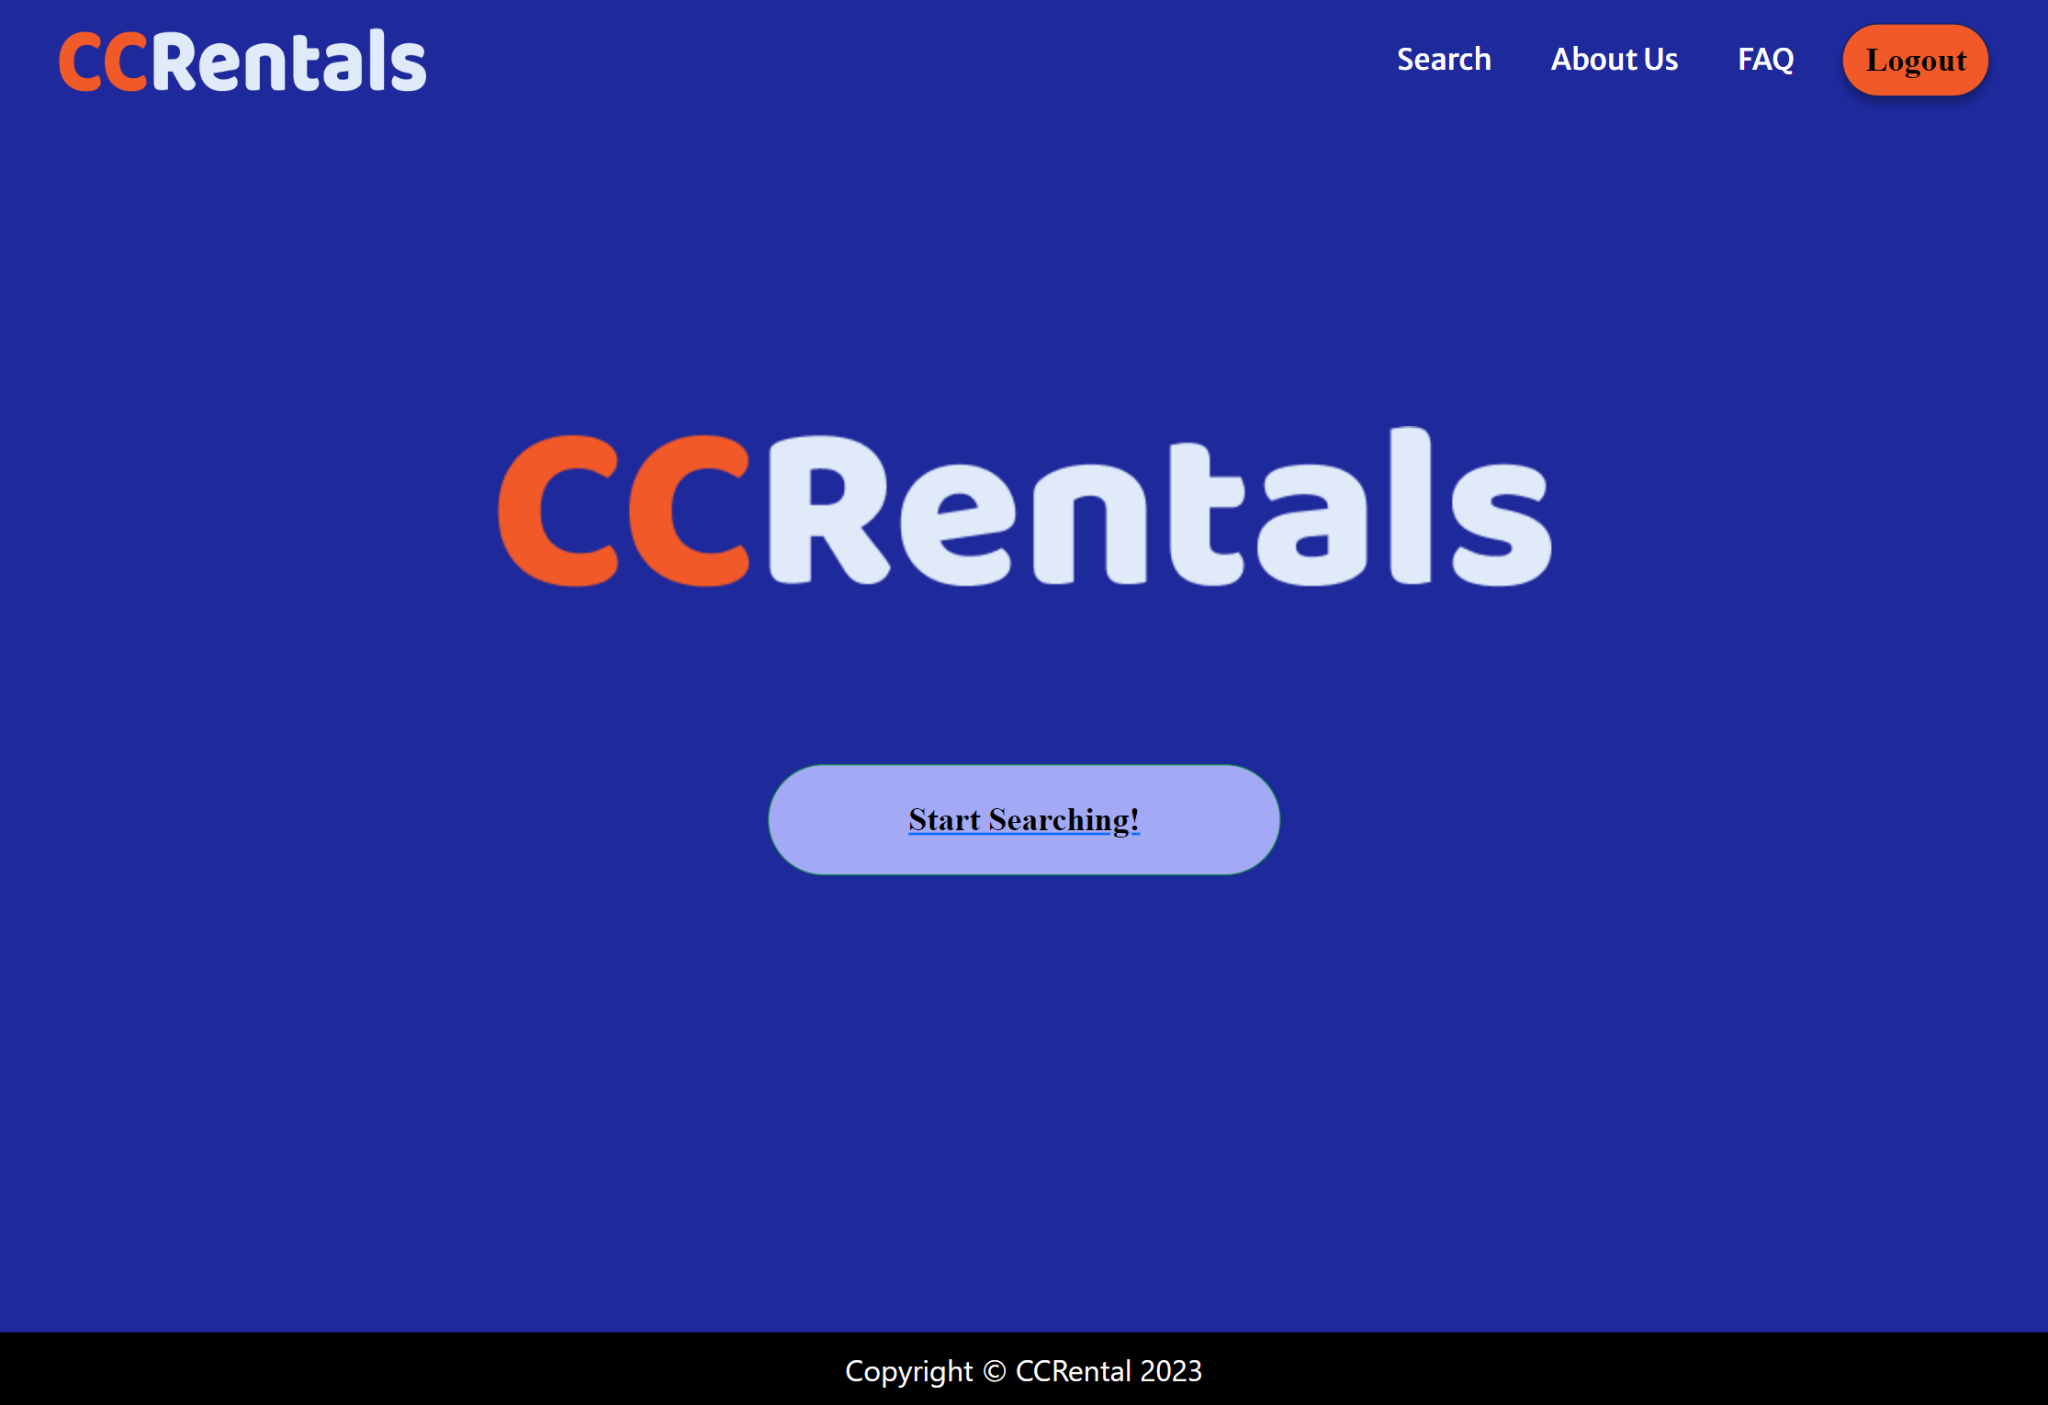 CCRentals
Search About Us FAQ Logout
CCRentals
Start Searching!
Copyright © CCRental 2023